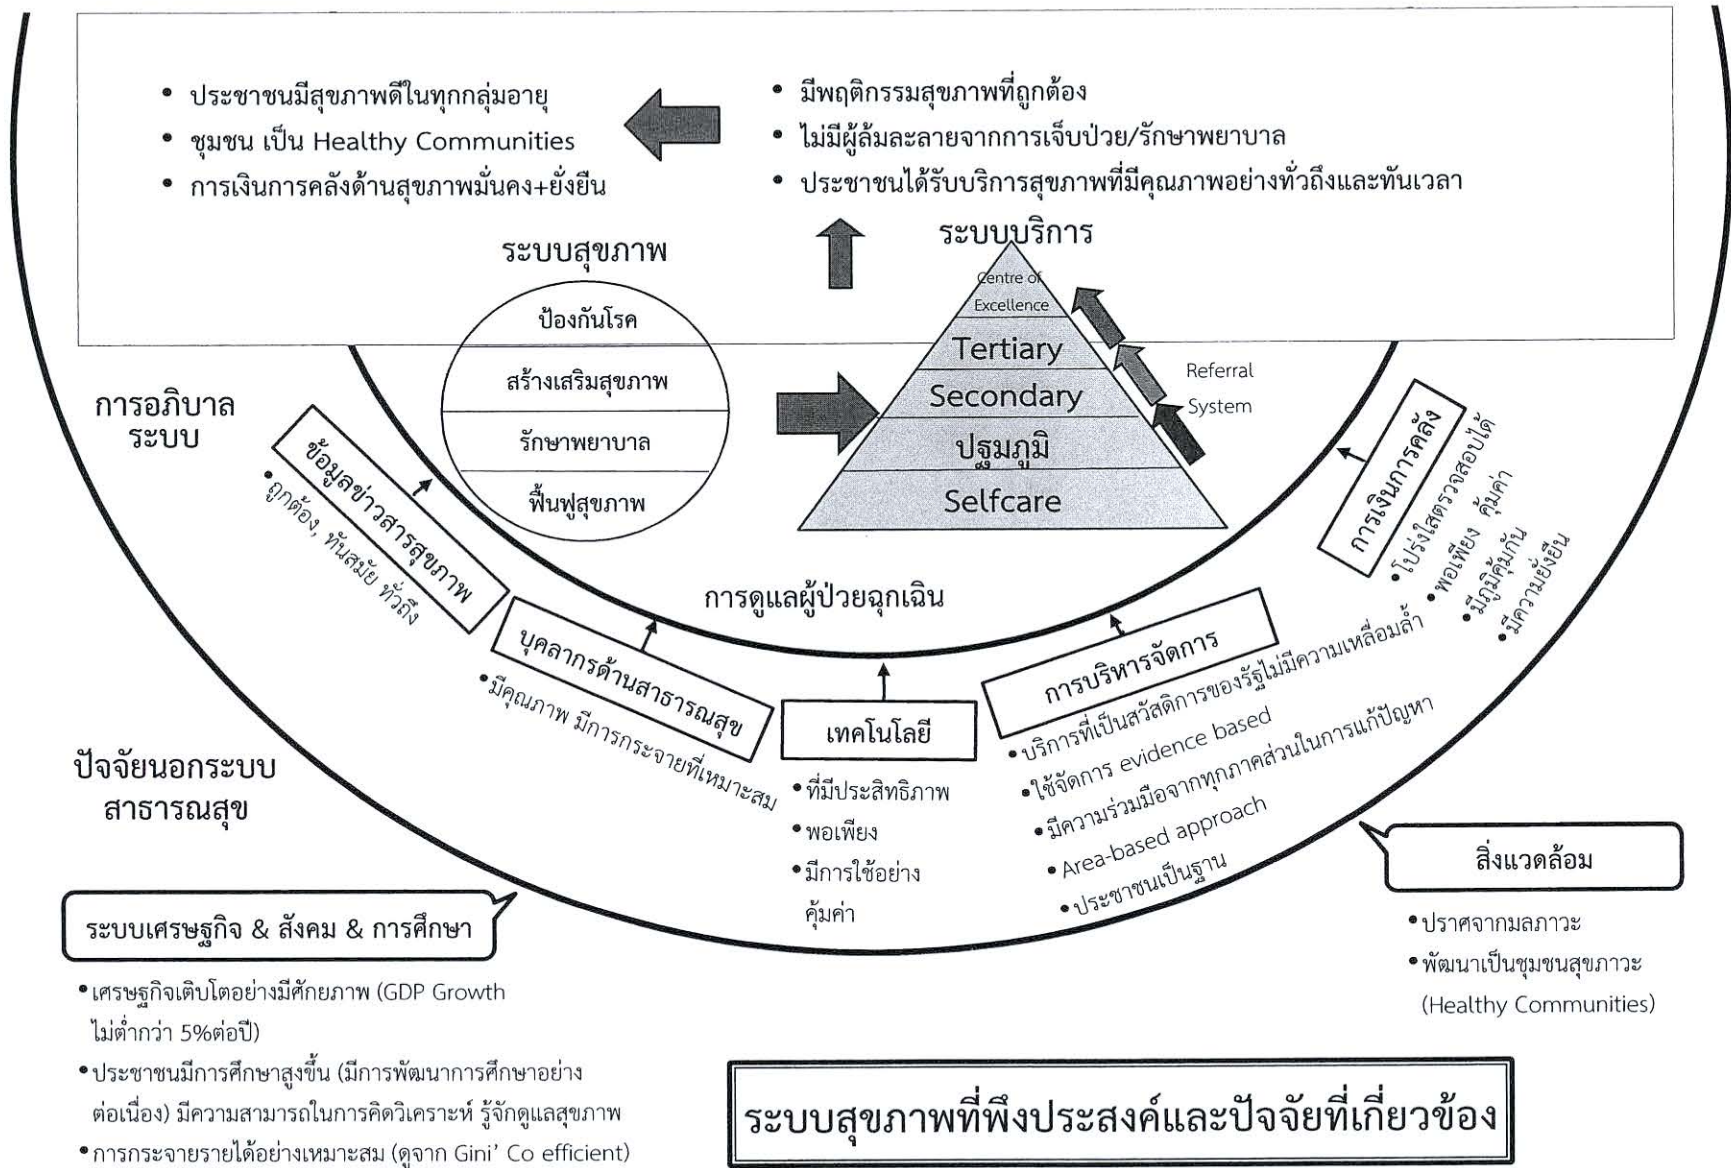 • ประชาชนมีสุขภาพดีในทุกกลุ่มอายุ
• ชุมชน เป็น Healthy Communities
• การเงินการคลังด้านสุขภาพมั่นคง+ยั่งยืน
• มีพฤติกรรมสุขภาพที่ถูกต้อง
• ไม่มีผู้ล้มละลายจากการเจ็บป่วย/รักษาพยาบาล
• ประชาชนได้รับบริการสุขภาพที่มีคุณภาพอย่างทั่วถึงและทันเวลา
ระบบสุขภาพ
ป้องกันโรค
สร้างเสริมสุขภาพ
รักษาพยาบาล
ฟื้นฟูสุขภาพ
ระบบบริการ
Centre of
Excellence
Tertiary
Secondary
ปฐมภูมิ
Selfcare
Referral
System
การดูแลผู้ป่วยฉุกเฉิน
การอภิบาล
ระบบ
ข้อมูลข่าวสารสุขภาพ
•ถูกต้อง, ทันสมัย ทั่วถึง
บุคลากรด้านสาธารณสุข
•มีคุณภาพ มีการกระจายที่เหมาะสม
เทคโนโลยี
•ที่มีประสิทธิภาพ
•พอเพียง
•มีการใช้อย่าง
คุ้มค่า
การบริหารจัดการ
•บริการที่เป็นสวัสดิการของรัฐไม่มีความเหลื่อมล้ำ
•ใช้จัดการ evidence based
•มีความร่วมมือจากทุกภาคส่วนในการแก้ปัญหา
•Area-based approach
•ประชาชนเป็นฐาน
การเงินการคลัง
•โปร่งใสตรวจสอบได้
•พอเพียง คุ้มค่า
•มีภูมิคุ้มกัน
•มีความยั่งยืน
ปัจจัยนอกระบบ
สาธารณสุข
ระบบเศรษฐกิจ & สังคม & การศึกษา
•เศรษฐกิจเติบโตอย่างมีศักยภาพ (GDP Growth
ไม่ต่ำกว่า 5%ต่อปี)
•ประชาชนมีการศึกษาสูงขึ้น (มีการพัฒนาการศึกษาอย่าง
ต่อเนื่อง) มีความสามารถในการคิดวิเคราะห์ รู้จักดูแลสุขภาพ
•การกระจายรายได้อย่างเหมาะสม (ดูจาก Gini' Co efficient)
สิ่งแวดล้อม
•ปราศจากมลภาวะ
•พัฒนาเป็นชุมชนสุขภาวะ
(Healthy Communities)
ระบบสุขภาพที่พึงประสงค์และปัจจัยที่เกี่ยวข้อง